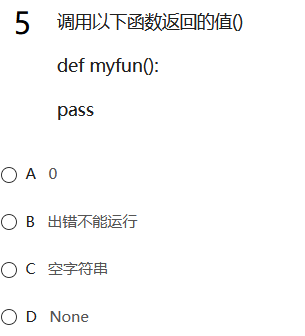 5 调用以下函数返回的值()
def myfun():
pass
A 0
B 出错不能运行
C 空字符串
D None